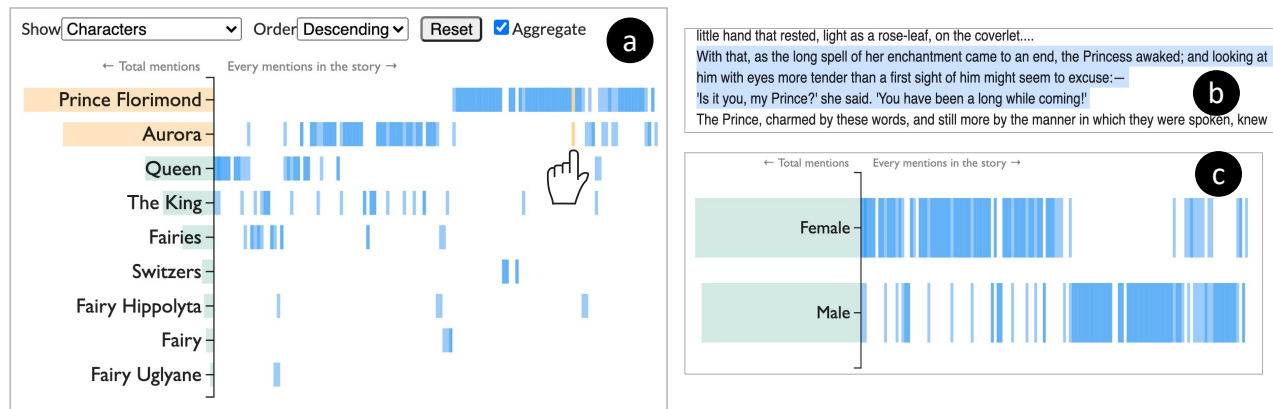 Show Characters Order Descending Reset Aggregate
a
← Total mentions Every mentions in the story →
Prince Florimond
Aurora
Queen
The King
Fairies
Switzers
Fairy Hippolyta
Fairy
Fairy Uglyane
little hand that rested, light as a rose-leaf, on the coverlet....
With that, as the long spell of her enchantment came to an end, the Princess awaked; and looking at
him with eyes more tender than a first sight of him might seem to excuse:—
'Is it you, my Prince?' she said. 'You have been a long while coming!'
The Prince, charmed by these words, and still more by the manner in which they were spoken, knew
b
← Total mentions Every mentions in the story →
c
Female
Male